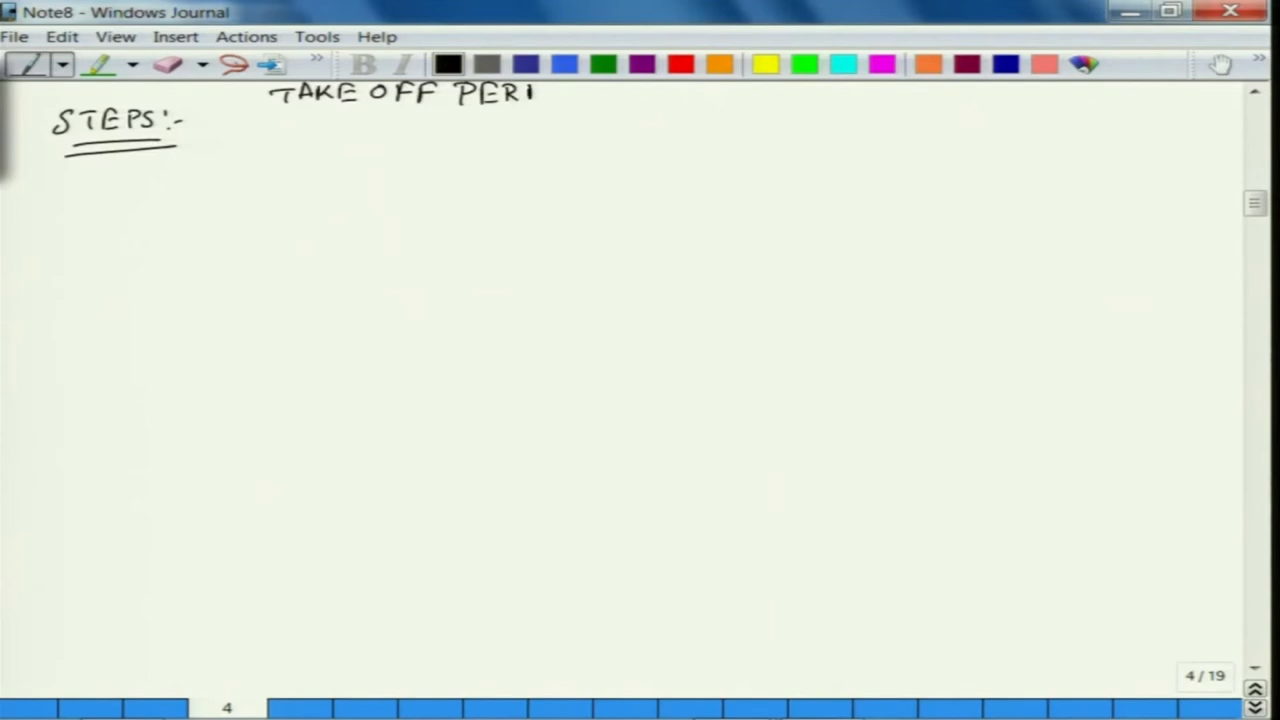 Note8 - Windows Journal
File Edit View Insert Actions Tools Help
B I
TAKE OFF PERI
STEPS:-
4 / 19
4